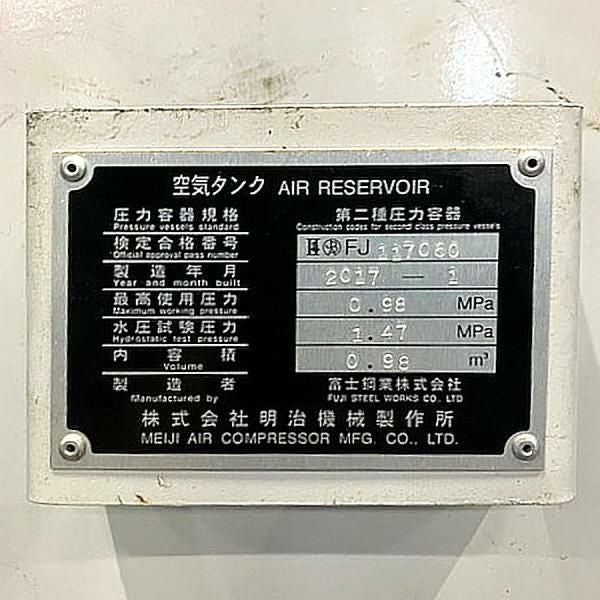 空気タンク AIR RESERVOIR
圧力容器規格 第二種圧力容器
Pressure vessels standard Construction codes for second class pressure vessels
検定合格番号 FJ 117060
Official approval pass number
製造年月 2017 — 1
Year and month built
最高使用圧力 0.98 MPa
Maximum working pressure
水圧試験圧力 1.47 MPa
Hydrostatic test pressure
内容積 0.98 m³
Volume
製造者 富士鋼業株式会社
Manufactured by FUJI STEEL WORKS CO., LTD
株式会社明治機械製作所
MEIJI AIR COMPRESSOR MFG. CO., LTD.